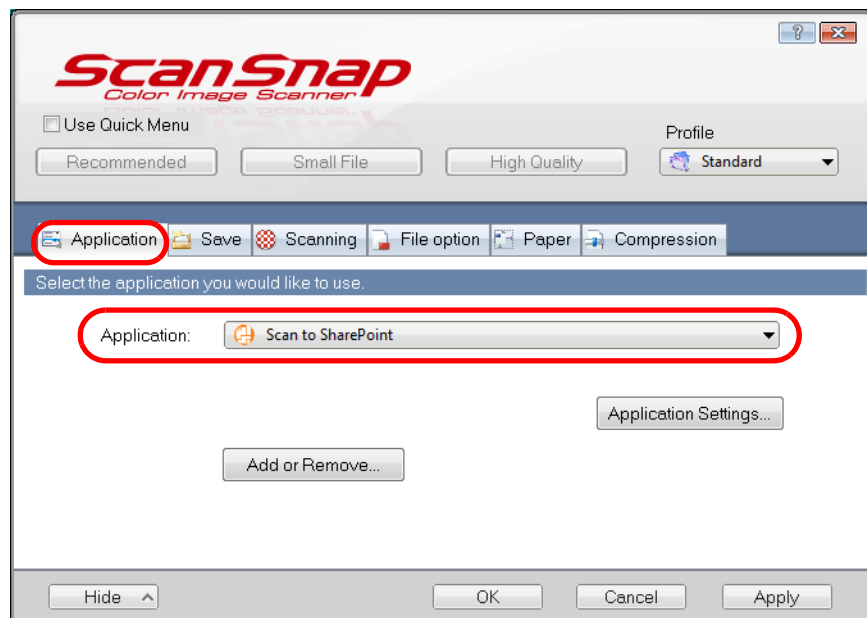 ?
ScanSnap
Color Image Scanner
Use Quick Menu
Profile
Recommended
Small File
High Quality
Standard
Application
Save
Scanning
File option
Paper
Compression
Select the application you would like to use.
Application:
Scan to SharePoint
Application Settings...
Add or Remove...
Hide
OK
Cancel
Apply